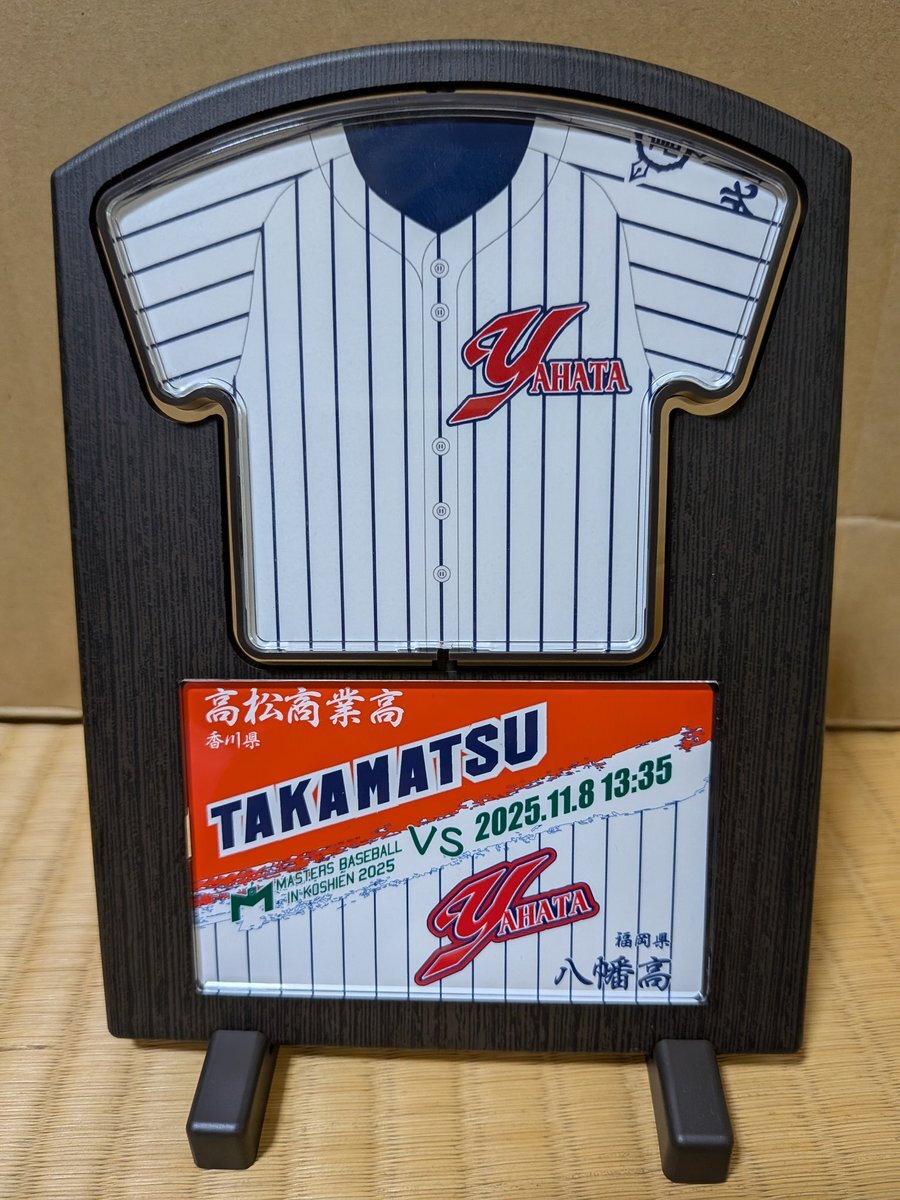 YAHATA
高松商業高
香川県
TAKAMATSU
VS 2025.11.8 13:35
MASTERS BASEBALL
IN KOSHIEN 2025
YAHATA
福岡県
八幡高